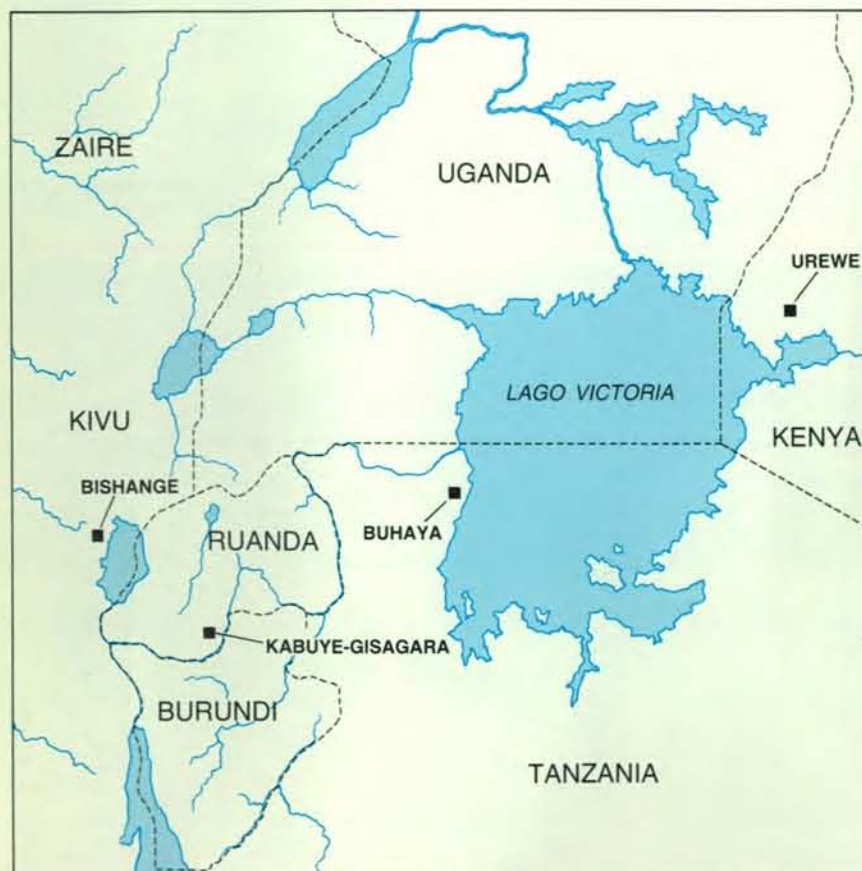 ZAIRE
UGANDA
UREWE
LAGO VICTORIA
KIVU
KENYA
BISHANGE
BUHAYA
RUANDA
KABUYE-GISAGARA
BURUNDI
TANZANIA